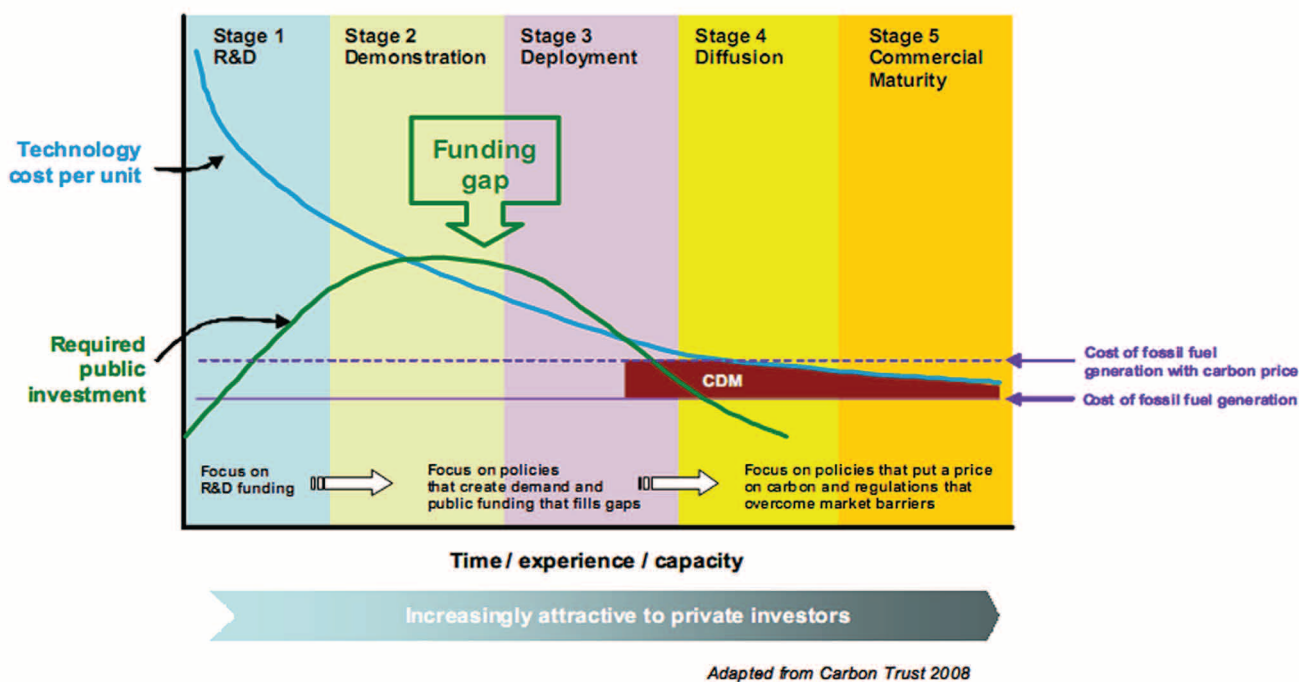 Stage 1
R&D
Stage 2
Demonstration
Stage 3
Deployment
Stage 4
Diffusion
Stage 5
Commercial
Maturity
Technology
cost per unit
Funding
gap
Required
public
investment
CDM
Cost of fossil fuel
generation with carbon price
Cost of fossil fuel generation
Focus on
R&D funding
Focus on policies
that create demand and
public funding that fills gaps
Focus on policies that put a price
on carbon and regulations that
overcome market barriers
Time / experience / capacity
Increasingly attractive to private investors
Adapted from Carbon Trust 2008